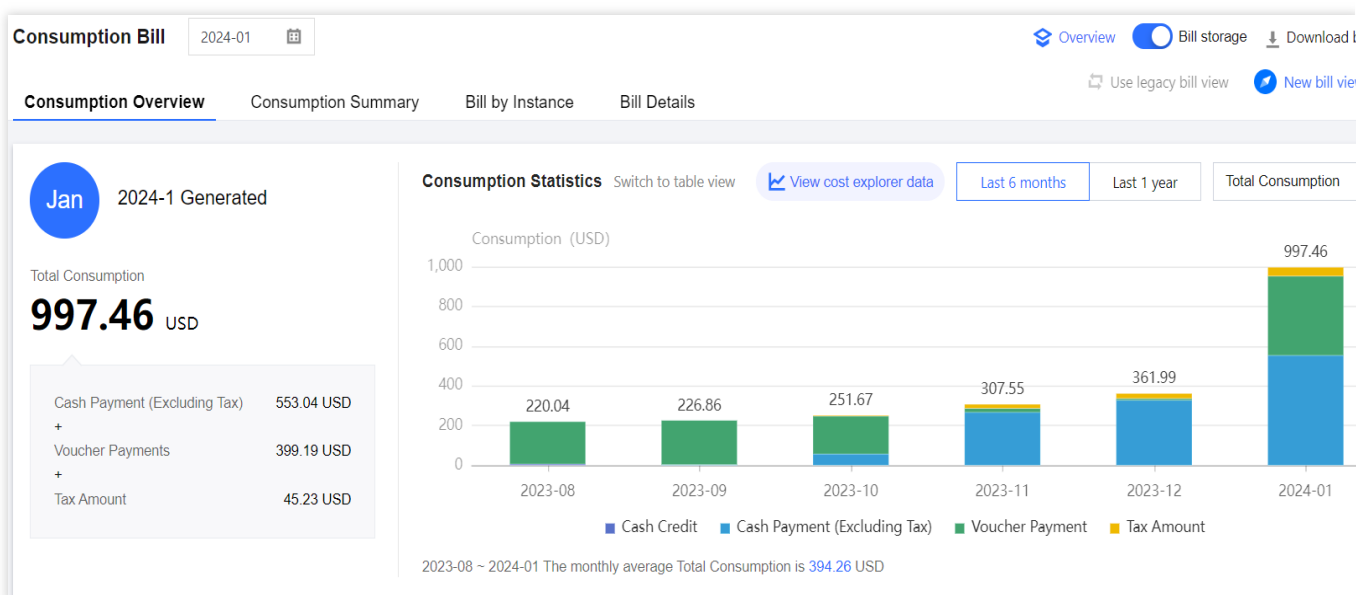 Consumption Bill 2024-01 Overview Bill storage Download
Use legacy bill view New bill
Consumption Overview Consumption Summary Bill by Instance Bill Details
Jan 2024-1 Generated
Total Consumption
997.46 USD
Cash Payment (Excluding Tax) 553.04 USD
+
Voucher Payments 399.19 USD
+
Tax Amount 45.23 USD
Consumption Statistics Switch to table view View cost explorer data Last 6 months Last 1 year Total Consumption
Consumption (USD)
997.46
1,000
800
600
400
361.99
307.55
251.67
226.86
220.04
200
0
2023-08 2023-09 2023-10 2023-11 2023-12 2024-01
Cash Credit Cash Payment (Excluding Tax) Voucher Payment Tax Amount
2023-08 ~ 2024-01 The monthly average Total Consumption is 394.26 USD